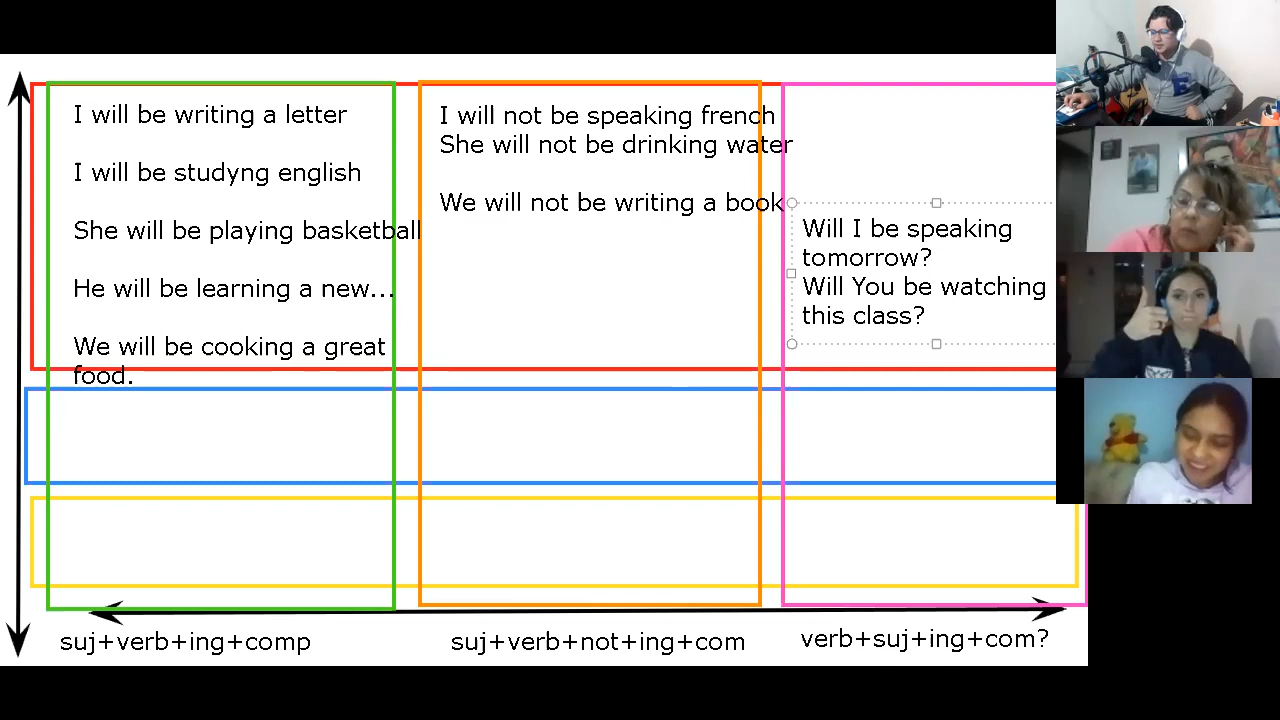 I will be writing a letter
I will be studyng english
She will be playing basketball
He will be learning a new...
We will be cooking a great
food.
I will not be speaking french
She will not be drinking water
We will not be writing a book
Will I be speaking
tomorrow?
Will You be watching
this class?
suj+verb+ing+comp
suj+verb+not+ing+com
verb+suj+ing+com?